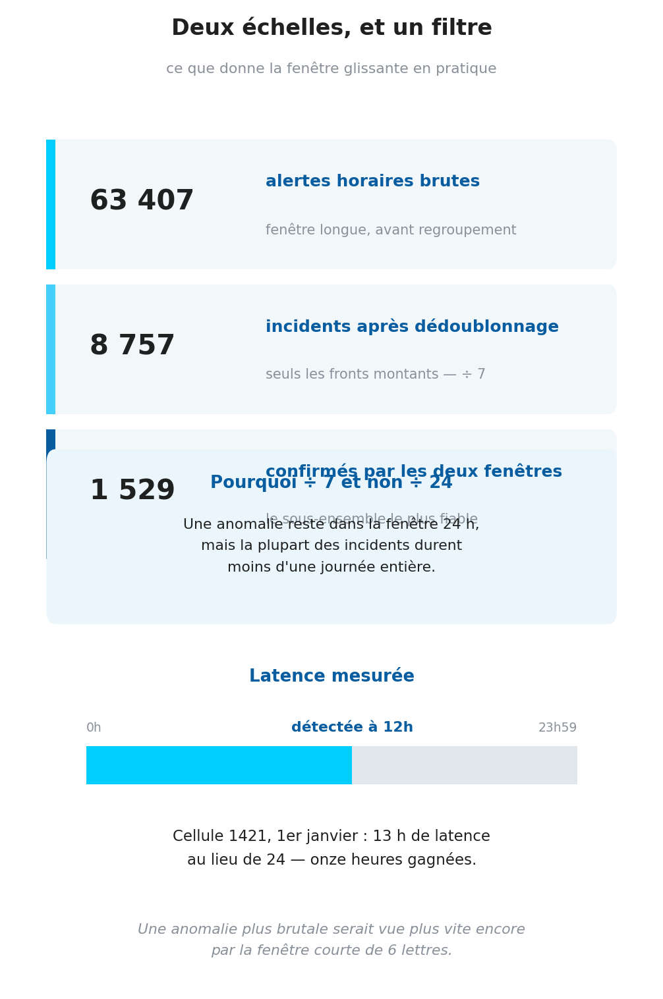 Deux échelles, et un filtre
ce que donne la fenêtre glissante en pratique
63 407
alertes horaires brutes
fenêtre longue, avant regroupement
8 757
incidents après dédoublonnage
seuls les fronts montants — ÷ 7
1 529
confirmés par les deux fenêtres
le sous-ensemble le plus fiable
Pourquoi ÷ 7 et non ÷ 24
Une anomalie reste dans la fenêtre 24 h,
mais la plupart des incidents durent
moins d'une journée entière.
Latence mesurée
0h
détectée à 12h
23h59
Cellule 1421, 1er janvier : 13 h de latence
au lieu de 24 — onze heures gagnées.
Une anomalie plus brutale serait vue plus vite encore
par la fenêtre courte de 6 lettres.